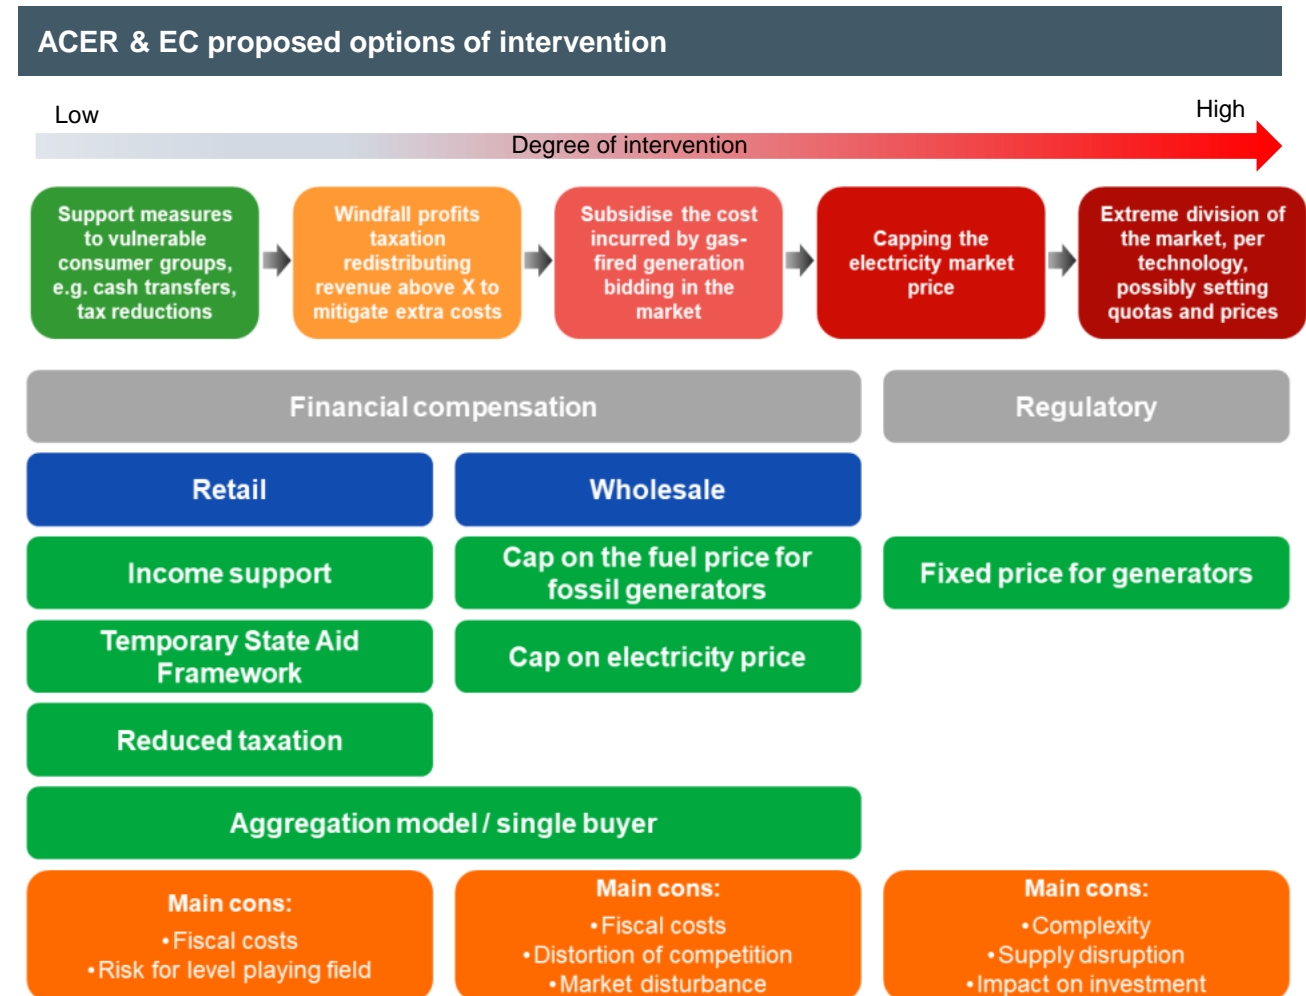 ACER & EC proposed options of intervention
Low
High
Degree of intervention
Support measures
to vulnerable
consumer groups,
e.g. cash transfers,
tax reductions
Windfall profits
taxation
redistributing
revenue above X to
mitigate extra costs
Subsidise the cost
incurred by gas-
fired generation
bidding in the
market
Capping the
electricity market
price
Extreme division of
the market, per
technology,
possibly setting
quotas and prices
Financial compensation
Regulatory
Retail
Wholesale
Income support
Cap on the fuel price for
fossil generators
Fixed price for generators
Temporary State Aid
Framework
Cap on electricity price
Reduced taxation
Aggregation model / single buyer
Main cons:
• Fiscal costs
• Risk for level playing field
Main cons:
• Fiscal costs
• Distortion of competition
• Market disturbance
Main cons:
• Complexity
• Supply disruption
• Impact on investment